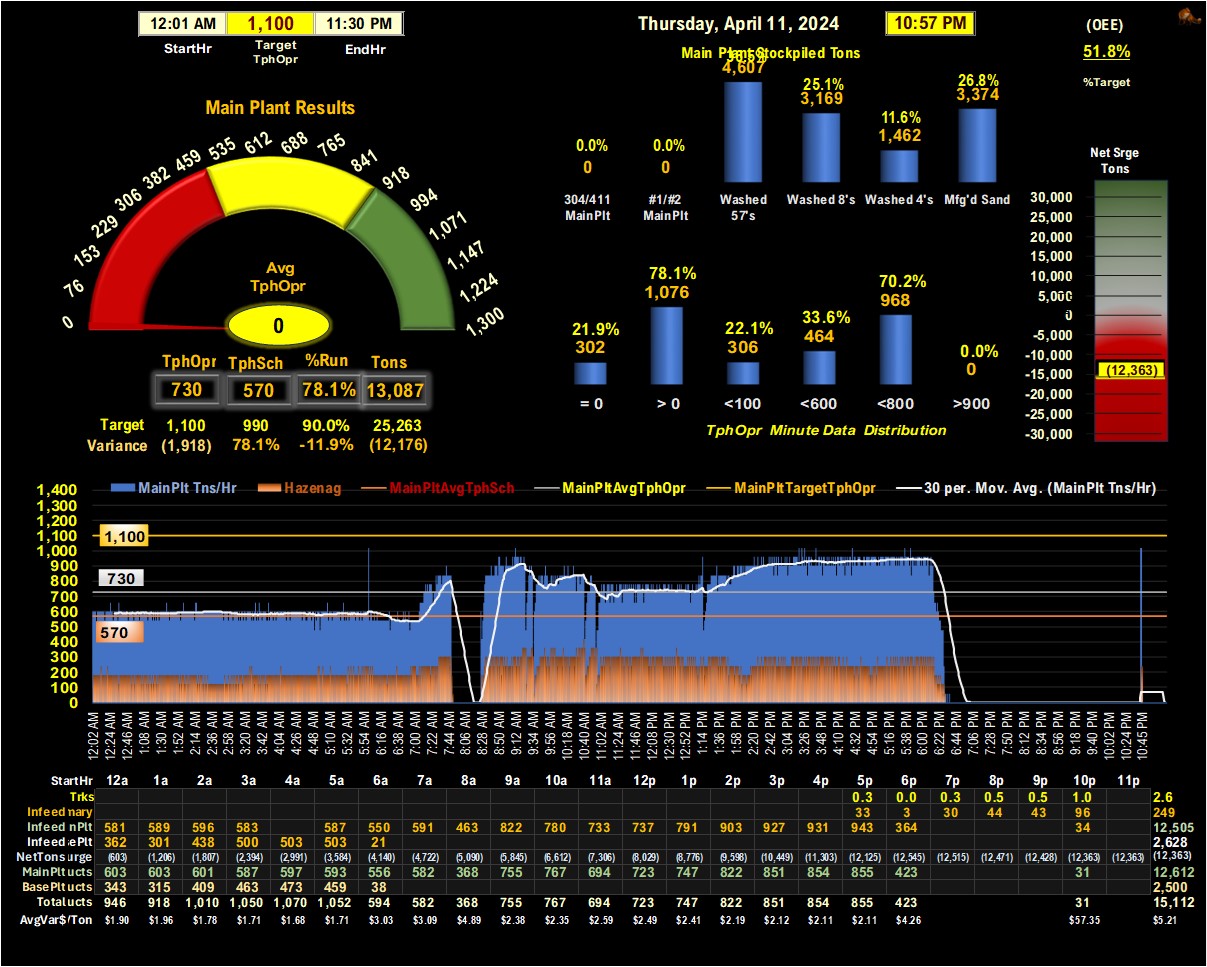 12:01 AM 1,100 11:30 PM
StartHr Target TphOpr EndHr
Thursday, April 11, 2024 10:57 PM
(OEE)
51.8%
%Target
Main Plant Stockpiled Tons
4,607 25.1% 3,169 11.6% 1,462 26.8% 3,374
0.0% 0.0%
0 0
304/411 MainPlt #1/#2 MainPlt Washed 57's Washed 8's Washed 4's Mfg'd Sand
Main Plant Results
0 76 153 229 306 382 459 535 612 688 765 841 918 994 1,071 1,147 1,224 1,300
Avg
TphOpr
0
TphOpr TphSch %Run Tons
730 570 78.1% 13,087
Target 1,100 990 90.0% 25,263
Variance (1,918) 78.1% -11.9% (12,176)
21.9% 78.1% 22.1% 33.6% 70.2% 0.0%
302 1,076 306 464 968 0
= 0 > 0 <100 <600 <800 >900
TphOpr Minute Data Distribution
Net Srge
Tons
30,000
25,000
20,000
15,000
10,000
5,000
0
-5,000
-10,000
(12,363)
-15,000
-20,000
-25,000
-30,000
MainPlt Tns/Hr Hazenag MainPltAvgTphSch MainPltAvgTphOpr MainPltTargetTphOpr 30 per. Mov. Avg. (MainPlt Tns/Hr)
1,400
1,300
1,200
1,100 1,100
1,000
900
800 730
700
600
500 570
400
300
200
100
0
12:02 AM 12:24 AM 12:46 AM 1:08 AM 1:30 AM 1:52 AM 2:14 AM 2:36 AM 2:58 AM 3:20 AM 3:42 AM 4:04 AM 4:26 AM 4:48 AM 5:10 AM 5:32 AM 5:54 AM 6:16 AM 6:38 AM 7:00 AM 7:22 AM 7:44 AM 8:06 AM 8:28 AM 8:50 AM 9:12 AM 9:34 AM 9:56 AM 10:18 AM 10:40 AM 11:02 AM 11:24 AM 11:46 AM 12:08 PM 12:30 PM 12:52 PM 1:14 PM 1:36 PM 1:58 PM 2:20 PM 2:42 PM 3:04 PM 3:26 PM 3:48 PM 4:10 PM 4:32 PM 4:54 PM 5:16 PM 5:38 PM 6:00 PM 6:22 PM 6:44 PM 7:06 PM 7:28 PM 7:50 PM 8:12 PM 8:34 PM 8:56 PM 9:18 PM 9:40 PM 10:02 PM 10:24 PM 10:45 PM
StartHr 12a 1a 2a 3a 4a 5a 6a 7a 8a 9a 10a 11a 12p 1p 2p 3p 4p 5p 6p 7p 8p 9p 10p 11p
Trks 0.3 0.0 0.3 0.5 0.5 1.0 2.6
Infeed mary 33 3 30 44 43 96 249
Infeed nPlt 581 589 596 583 587 550 591 463 822 780 733 737 791 903 927 931 943 364 34 12,505
Infeed ePlt 362 301 438 500 503 503 21 2,628
NetTons urge (603) (1,206) (1,807) (2,394) (2,991) (3,584) (4,140) (4,722) (5,090) (5,845) (6,612) (7,306) (8,029) (8,776) (9,598) (10,449) (11,303) (12,125) (12,545) (12,515) (12,471) (12,428) (12,363) (12,363) (12,363)
MainPlt ucts 603 603 601 587 597 593 556 582 368 755 767 694 723 747 822 851 854 855 423 31 12,612
BasePlt ucts 343 315 409 463 473 459 38 2,500
Total ucts 946 918 1,010 1,050 1,070 1,052 594 582 368 755 767 694 723 747 822 851 854 855 423 31 15,112
AvgVar$/Ton $1.90 $1.96 $1.78 $1.71 $1.68 $1.71 $3.03 $3.09 $4.89 $2.38 $2.35 $2.59 $2.49 $2.41 $2.19 $2.12 $2.11 $2.11 $4.26 $57.35 $5.21